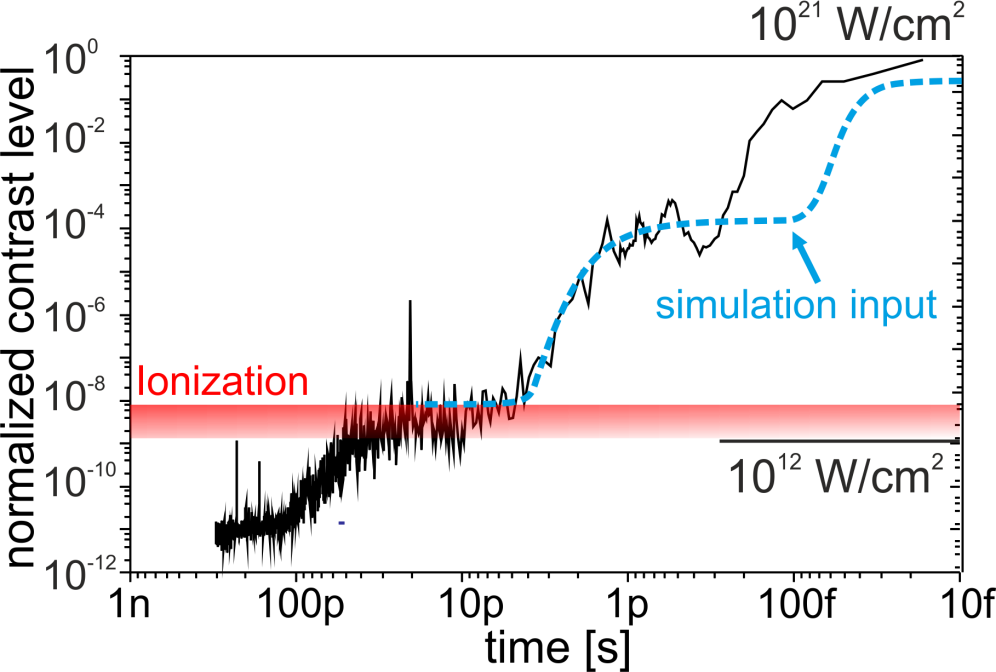 10²¹ W/cm²
normalized contrast level
10⁰
10⁻²
10⁻⁴
10⁻⁶
10⁻⁸
10⁻¹⁰
10⁻¹²
simulation input
Ionization
10¹² W/cm²
1n 100p 10p 1p 100f 10f
time [s]